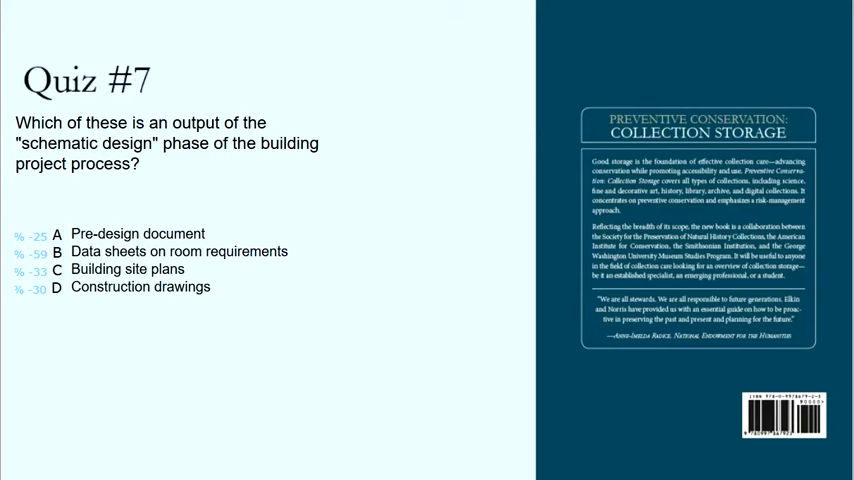 Quiz #7
Which of these is an output of the
"schematic design" phase of the building
project process?
% -25 A Pre-design document
% -59 B Data sheets on room requirements
% -33 C Building site plans
% -30 D Construction drawings
PREVENTIVE CONSERVATION:
COLLECTION STORAGE
Good storage is the foundation of effective collection care—advancing
conservation while promoting accessibility and use. Preventive Conserva-
tion: Collection Storage covers all types of collections, including science,
fine and decorative art, history, library, archive, and digital collections. It
concentrates on preventive conservation and emphasizes a risk-management
approach.
Reflecting the breadth of its scope, the new book is a collaboration between
the Society for the Preservation of Natural History Collections, the American
Institute for Conservation, the Smithsonian Institution, and the George
Washington University Museum Studies Program. It will be useful to anyone
in the field of collection care looking for an overview of collection storage—
be it an established specialist, an emerging professional, or a student.
"We are all stewards. We are all responsible to future generations. Elkin
and Norris have provided us with an essential guide on how to be proac-
tive in preserving the past and present and planning for the future."
—Anne-Imelda Radice, National Endowment for the Humanities
ISBN 978-0-9978679-2-3
90000>